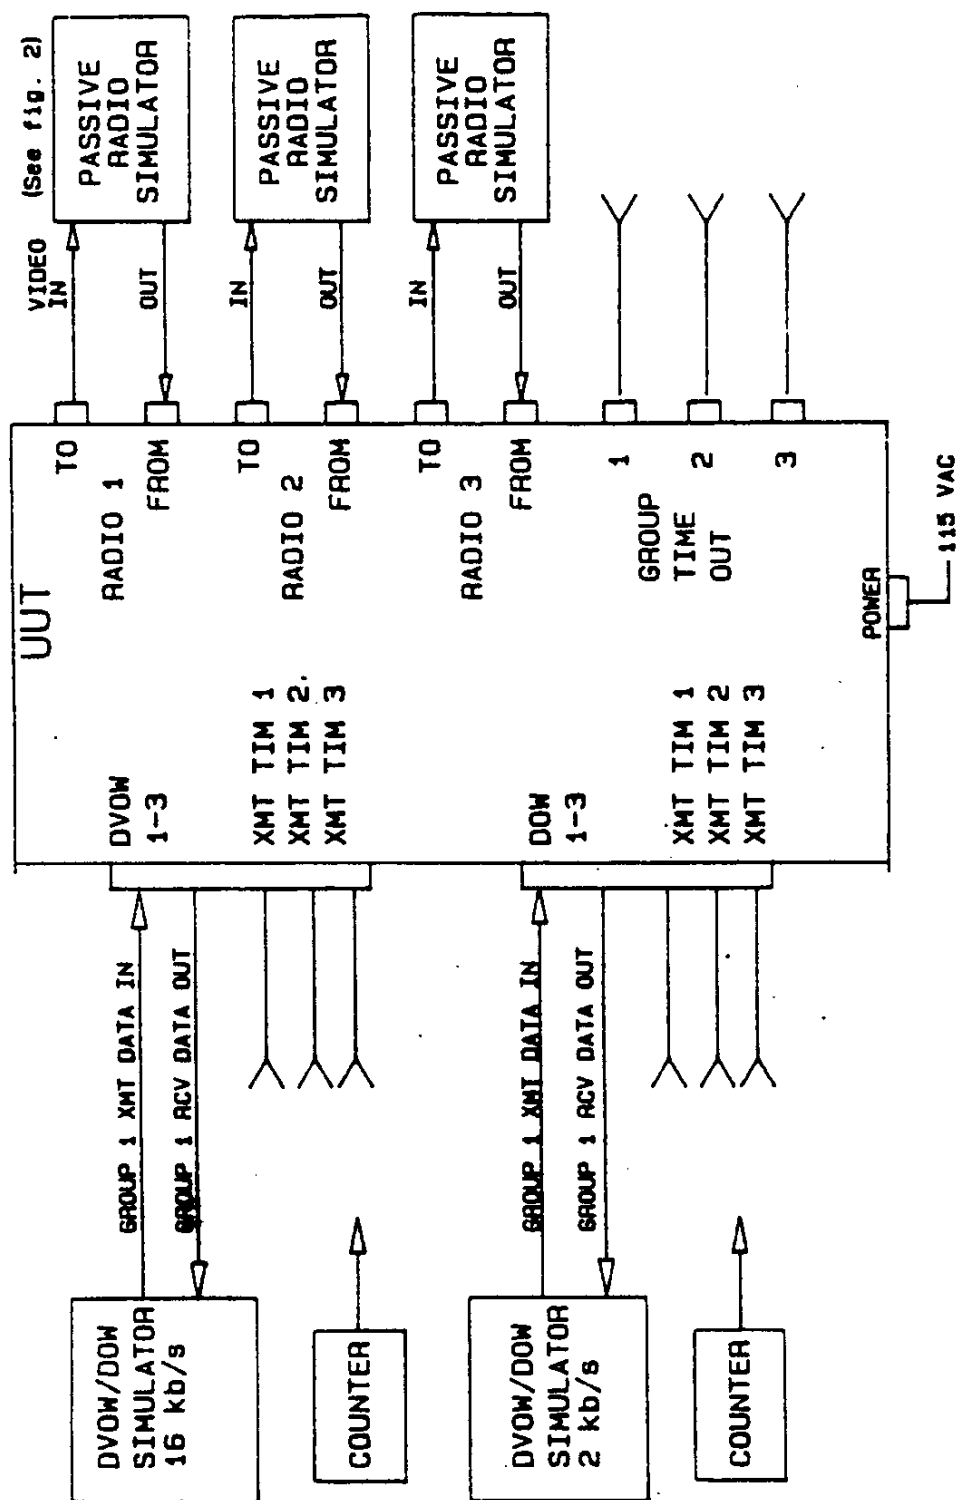 DVOW/DOW
SIMULATOR
16 kb/s
COUNTER
DVOW/DOW
SIMULATOR
2 kb/s
COUNTER
GROUP 1 XMT DATA IN
GROUP 1 RCV DATA OUT
GROUP 1 XMT DATA IN
GROUP 1 RCV DATA OUT
UUT
DVOW
1-3
XMT TIM 1
XMT TIM 2
XMT TIM 3
DOW
1-3
XMT TIM 1
XMT TIM 2
XMT TIM 3
TO
RADIO 1
FROM
TO
RADIO 2
FROM
TO
RADIO 3
FROM
GROUP
TIME
OUT
1
2
3
POWER
115 VAC
VIDEO
IN
OUT
IN
OUT
IN
OUT
(See fig. 2)
PASSIVE
RADIO
SIMULATOR
PASSIVE
RADIO
SIMULATOR
PASSIVE
RADIO
SIMULATOR